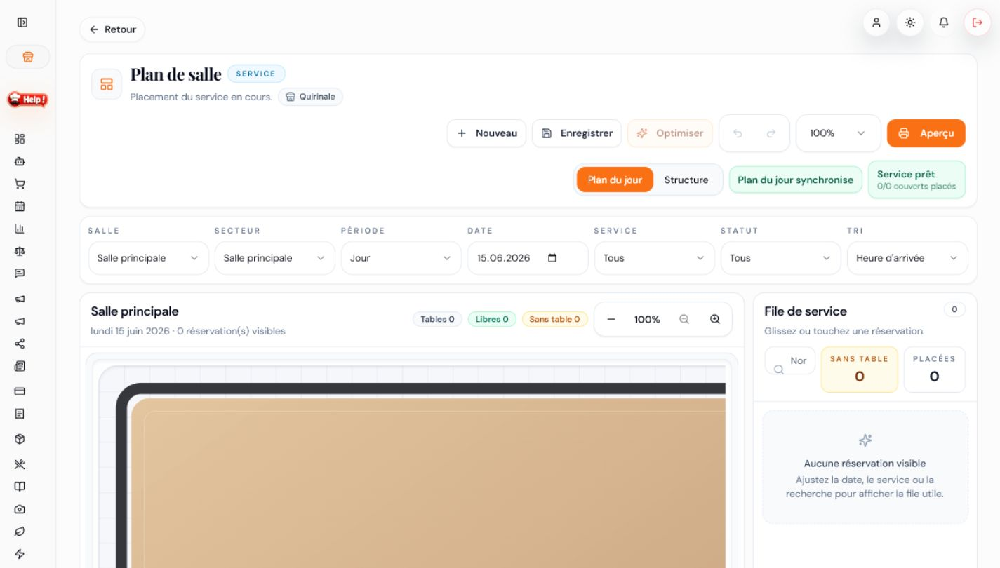 Retour
Help!
Plan de salle SERVICE
Placement du service en cours. Quirinale
Nouveau Enregistrer Optimiser 100% Aperçu
Plan du jour Structure Plan du jour synchronise Service prêt
0/0 couverts placés
SALLE SECTEUR PÉRIODE DATE SERVICE STATUT TRI
Salle principale Salle principale Jour 15.06.2026 Tous Tous Heure d'arrivée
Salle principale
Tables 0 Libres 0 Sans table 0 100%
lundi 15 juin 2026 · 0 réservation(s) visibles
File de service 0
Glissez ou touchez une réservation.
Nor SANS TABLE PLACÉES
0 0
Aucune réservation visible
Ajustez la date, le service ou la
recherche pour afficher la file utile.